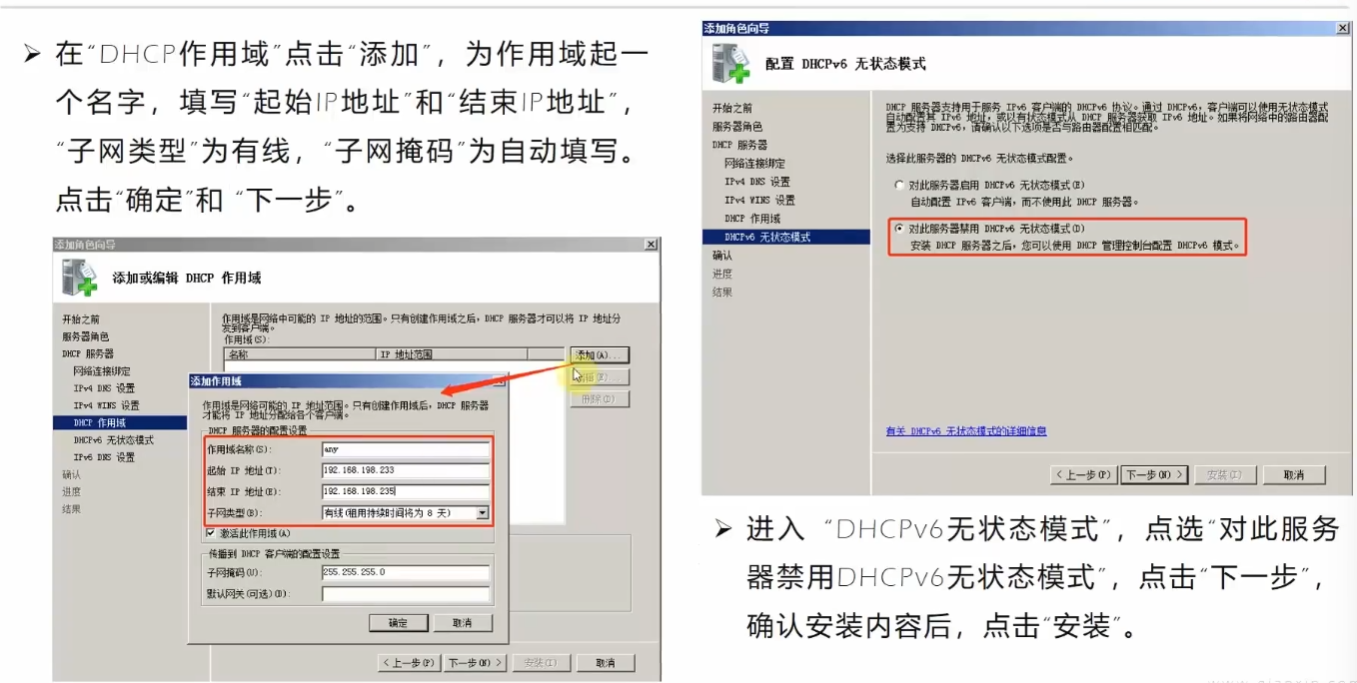 ➢ 在“DHCP作用域”点击“添加”，为作用域起一
个名字，填写“起始IP地址”和“结束IP地址”，
“子网类型”为有线，“子网掩码”为自动填写。
点击“确定”和 “下一步”。
添加角色向导
添加或编辑 DHCP 作用域
开始之前
服务器角色
DHCP 服务器
网络连接绑定
IPv4 DNS 设置
IPv4 WINS 设置
DHCP 作用域
DHCPv6 无状态模式
IPv6 DNS 设置
确认
进度
结果
作用域是网络中可能的 IP 地址的范围。只有创建作用域之后，DHCP 服务器才可以将 IP 地址分
发到客户端。
作用域(S):
名称 IP 地址范围
添加(A)...
删除(D)
添加作用域
作用域是网络可能的 IP 地址范围。只有创建作用域后，DHCP 服务器
才能将 IP 地址分配给各个客户端。
DHCP 服务器的配置设置
作用域名称(S): any
起始 IP 地址(T): 192.168.198.233
结束 IP 地址(E): 192.168.198.235
子网类型(B): 有线(租用持续时间将为 8 天)
激活此作用域(A)
传播到 DHCP 客户端的配置设置
子网掩码(U): 255.255.255.0
默认网关(可选)(D):
确定 取消
< 上一步(P) 下一步(N) > 安装(I) 取消
添加角色向导
配置 DHCPv6 无状态模式
开始之前
服务器角色
DHCP 服务器
网络连接绑定
IPv4 DNS 设置
IPv4 WINS 设置
DHCP 作用域
DHCPv6 无状态模式
确认
进度
结果
DHCP 服务器支持用于服务 IPv6 客户端的 DHCPv6 协议。通过 DHCPv6，客户端可以使用无状态模式
自动配置其 IPv6 地址，或以有状态模式从 DHCP 服务器获取 IPv6 地址。如果将网络中的路由器配
置为支持 DHCPv6，请确认以下选项是否与路由器配置相匹配。
选择此服务器的 DHCPv6 无状态模式配置。
对此服务器启用 DHCPv6 无状态模式(E)
自动配置 IPv6 客户端，而不使用此 DHCP 服务器。
对此服务器禁用 DHCPv6 无状态模式(D)
安装 DHCP 服务器之后，您可以使用 DHCP 管理控制台配置 DHCPv6 模式。
有关 DHCPv6 无状态模式的详细信息
< 上一步(P) 下一步(N) > 安装(I) 取消
➢ 进入 “DHCPv6无状态模式”，点选“对此服务
器禁用DHCPv6无状态模式”，点击“下一步”，
确认安装内容后，点击“安装”。